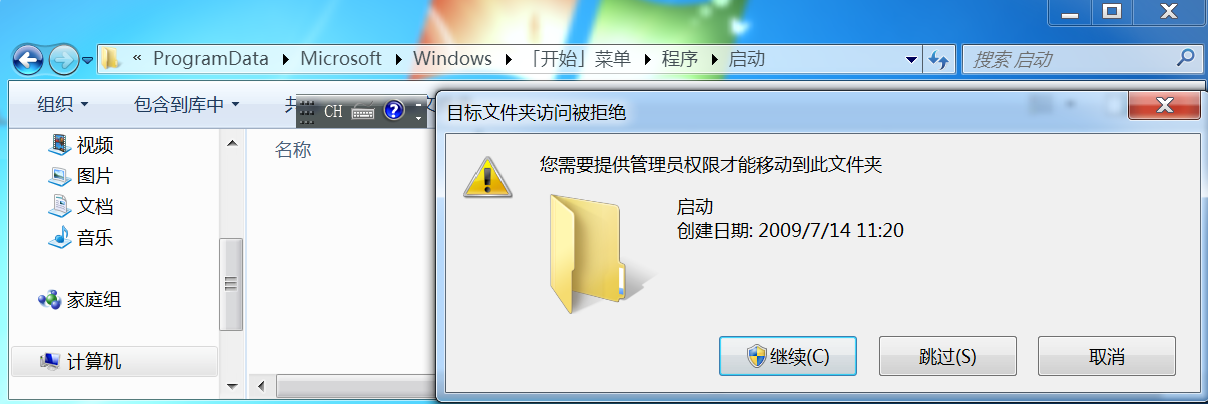 « ProgramData Microsoft Windows 「开始」菜单 程序 启动
搜索 启动
组织 包含到库中
CH
视频
图片
文档
音乐
家庭组
计算机
名称
目标文件夹访问被拒绝
您需要提供管理员权限才能移动到此文件夹
启动
创建日期: 2009/7/14 11:20
继续(C) 跳过(S) 取消